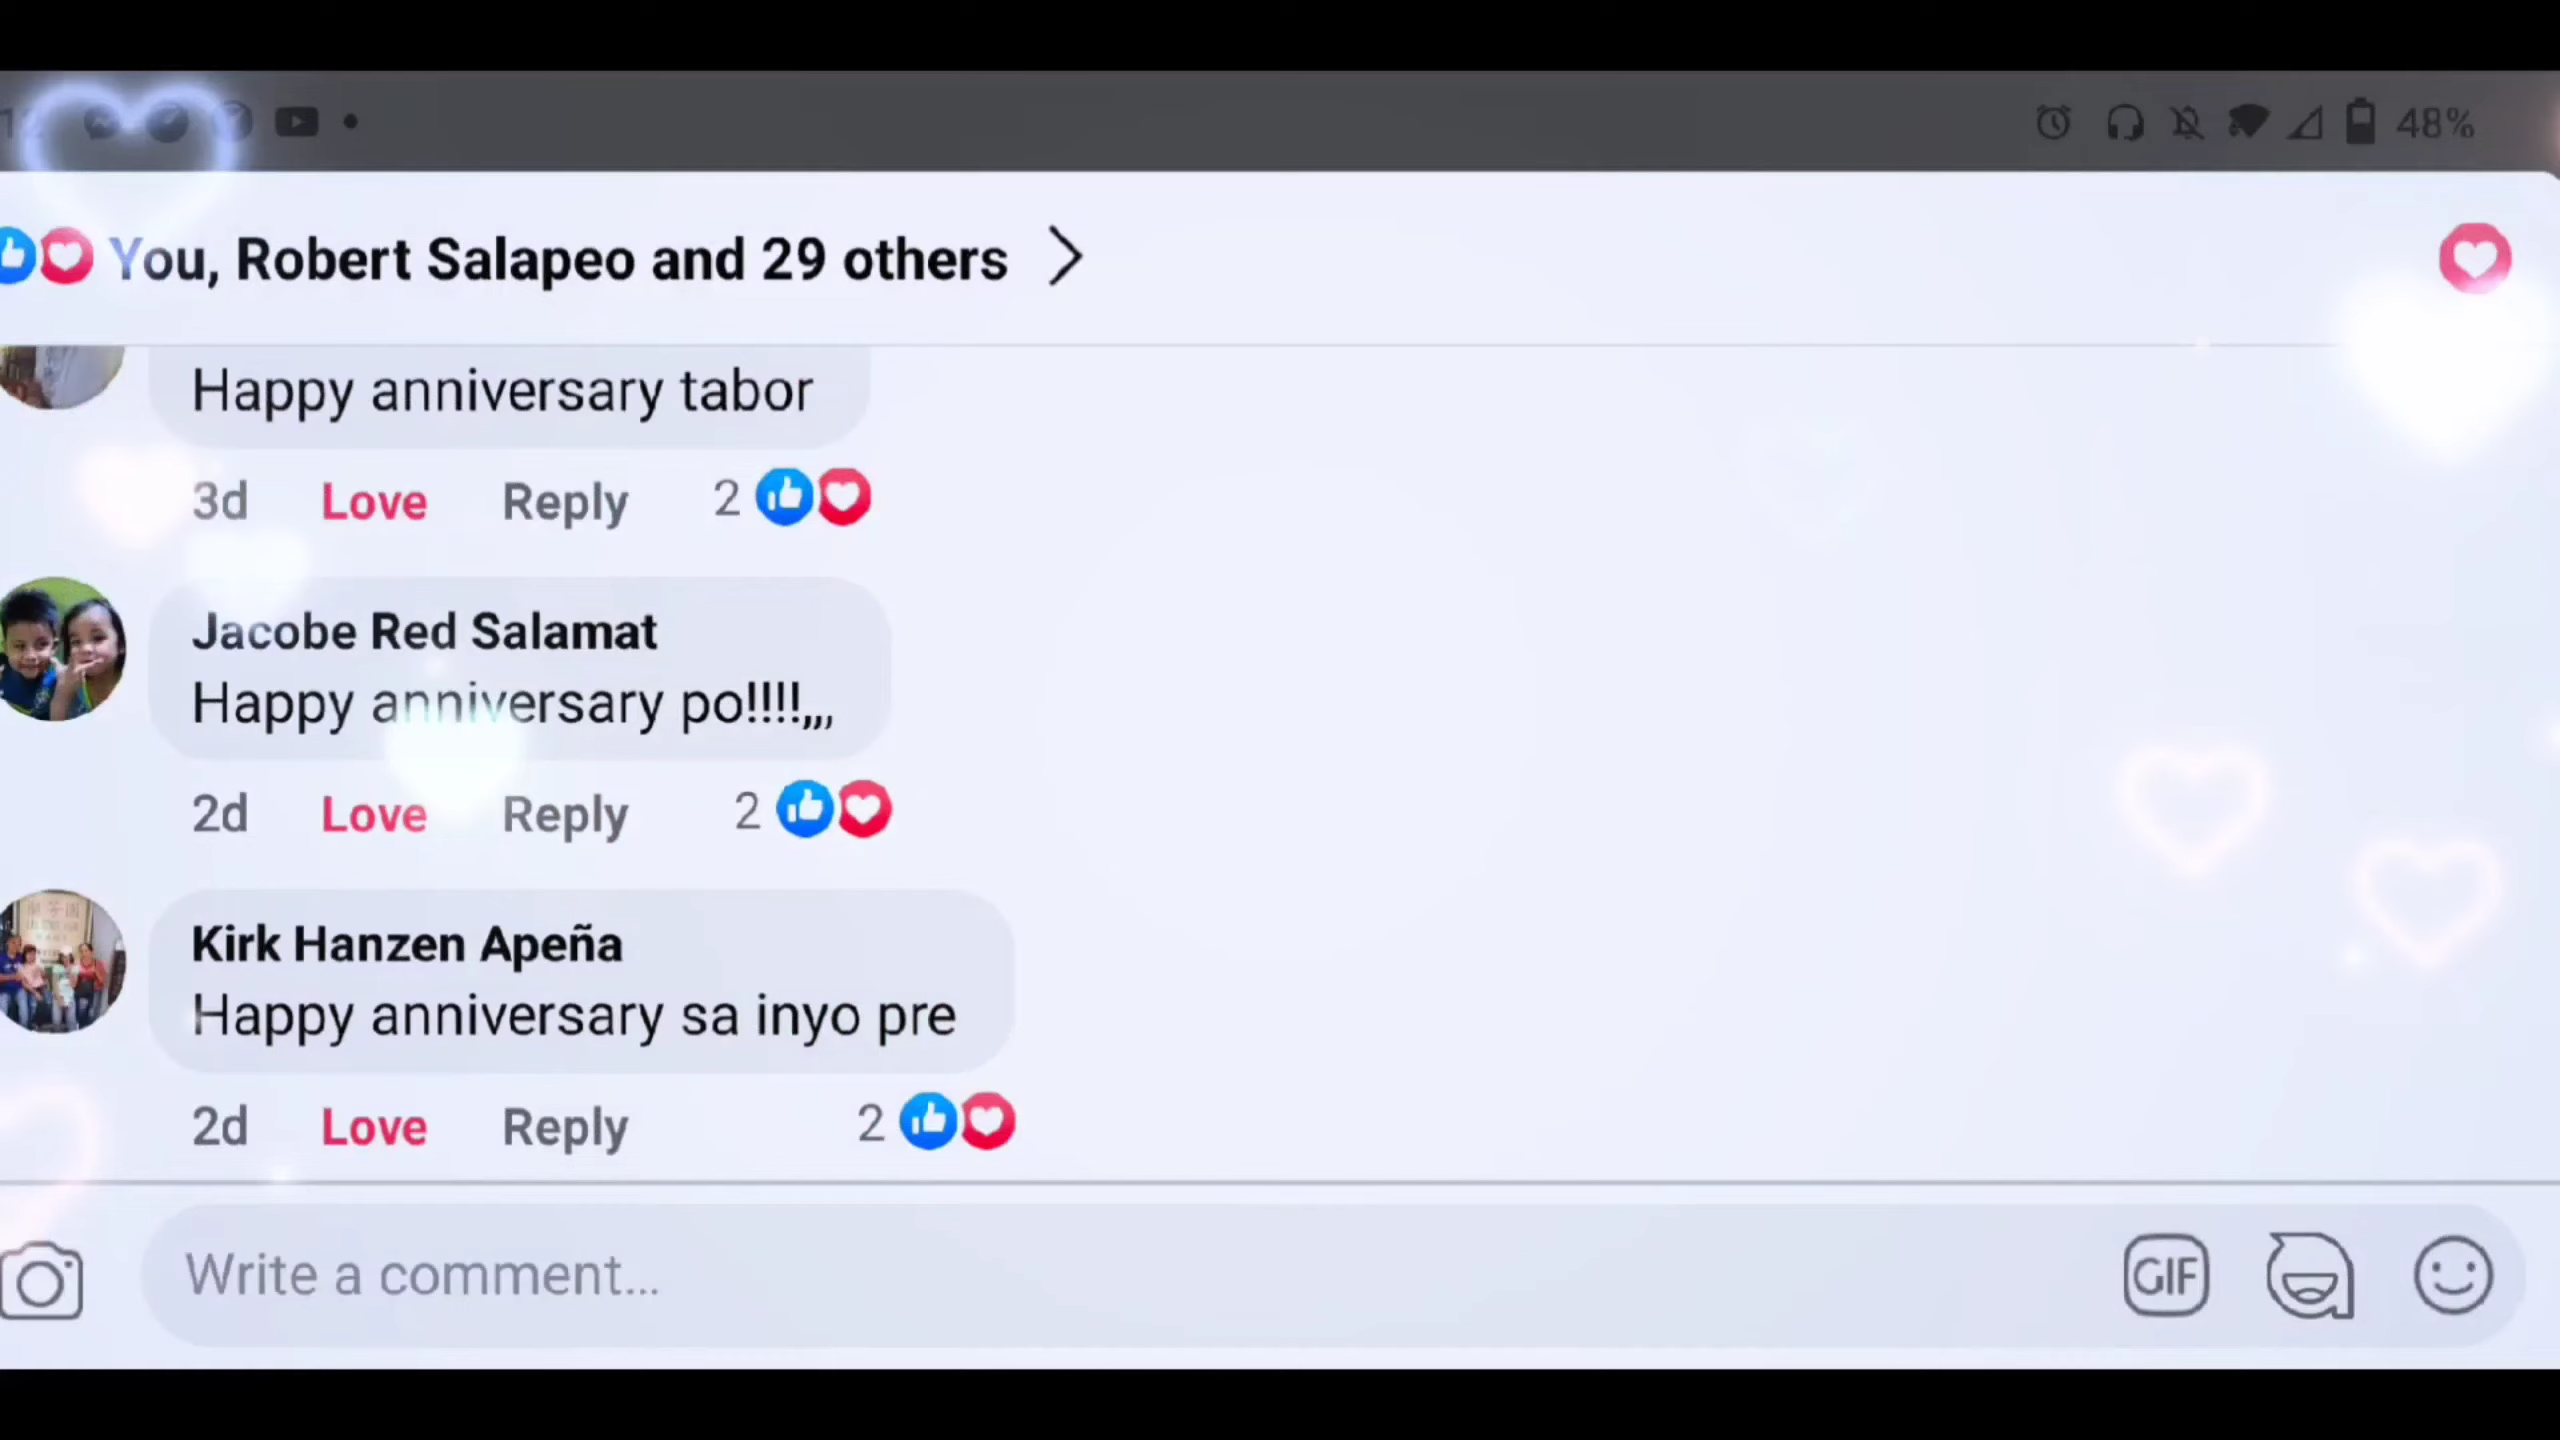 48%
You, Robert Salapeo and 29 others
Happy anniversary tabor
3d Love Reply 2
Jacobe Red Salamat
Happy anniversary po!!!!,,,
2d Love Reply 2
Kirk Hanzen Apeña
Happy anniversary sa inyo pre
2d Love Reply 2
Write a comment...
GIF